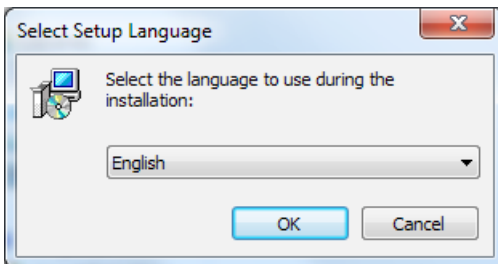 Select Setup Language
Select the language to use during the
installation:
English
OK Cancel